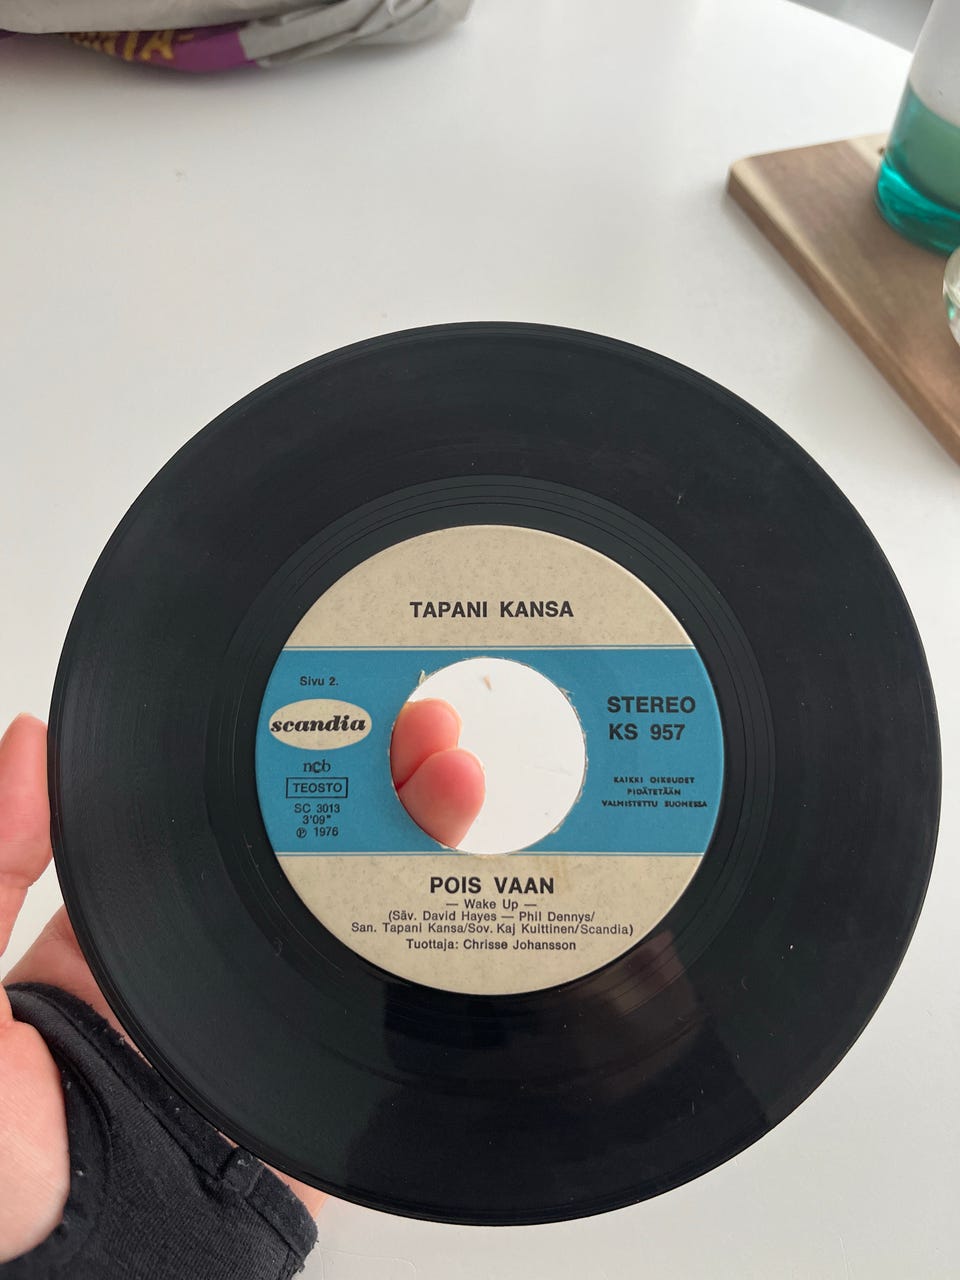 TAPANI KANSA
Sivu 2.
scandia
ncb
TEOSTO
SC 3013
3'09"
Ⓟ 1976
STEREO
KS 957
KAIKKI OIKEUDET
PIDÄTETÄÄN
VALMISTETTU SUOMESSA
POIS VAAN
— Wake Up —
(Säv. David Hayes — Phil Dennys/
San. Tapani Kansa/Sov. Kaj Kulttinen/Scandia)
Tuottaja: Chrisse Johansson